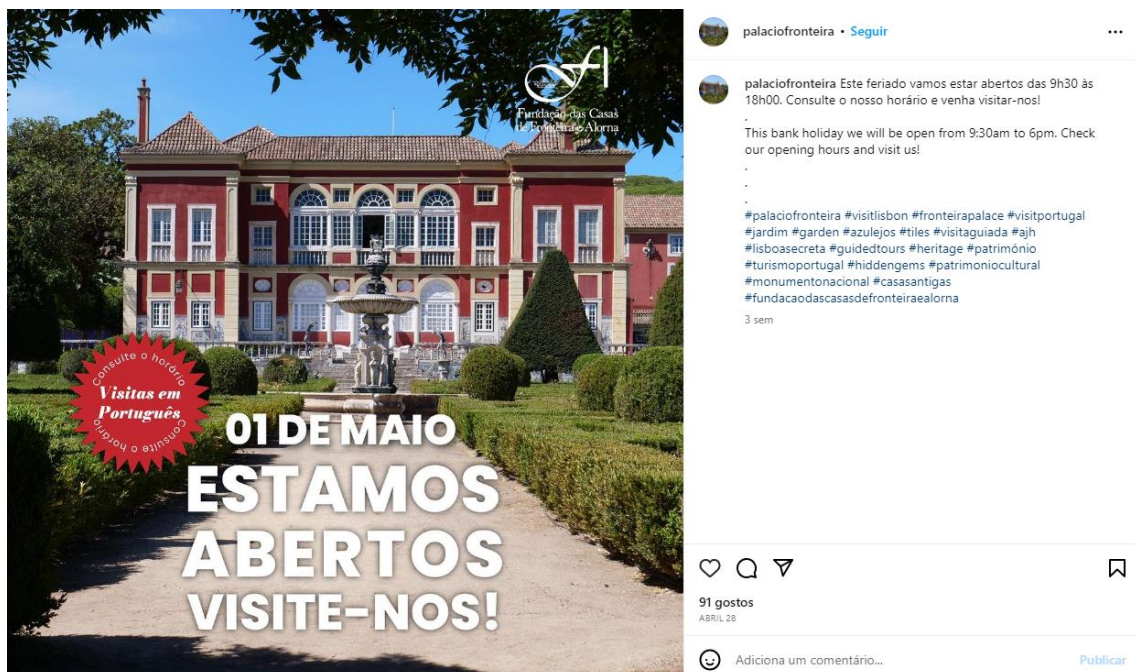 Fundação das Casas
de Fronteira e Alorna
Consulte o horário
Visitas em
Português
Consulte o horário
01 DE MAIO
ESTAMOS
ABERTOS
VISITE-NOS!
palaciofronteira • Seguir
palaciofronteira Este feriado vamos estar abertos das 9h30 às
18h00. Consulte o nosso horário e venha visitar-nos!
.
This bank holiday we will be open from 9:30am to 6pm. Check
our opening hours and visit us!
.
.
.
#palaciofronteira #visitlisbon #fronteirapalace #visitportugal
#jardim #garden #azulejos #tiles #visitaguiada #ajh
#lisboasecreta #guidedtours #heritage #património
#turismoportugal #hiddengems #patrimoniocultural
#monumentonacional #casasantigas
#fundacaodascasasdefronteiraealorna
3 sem
91 gostos
ABRIL 28
Adiciona um comentário...
Publicar